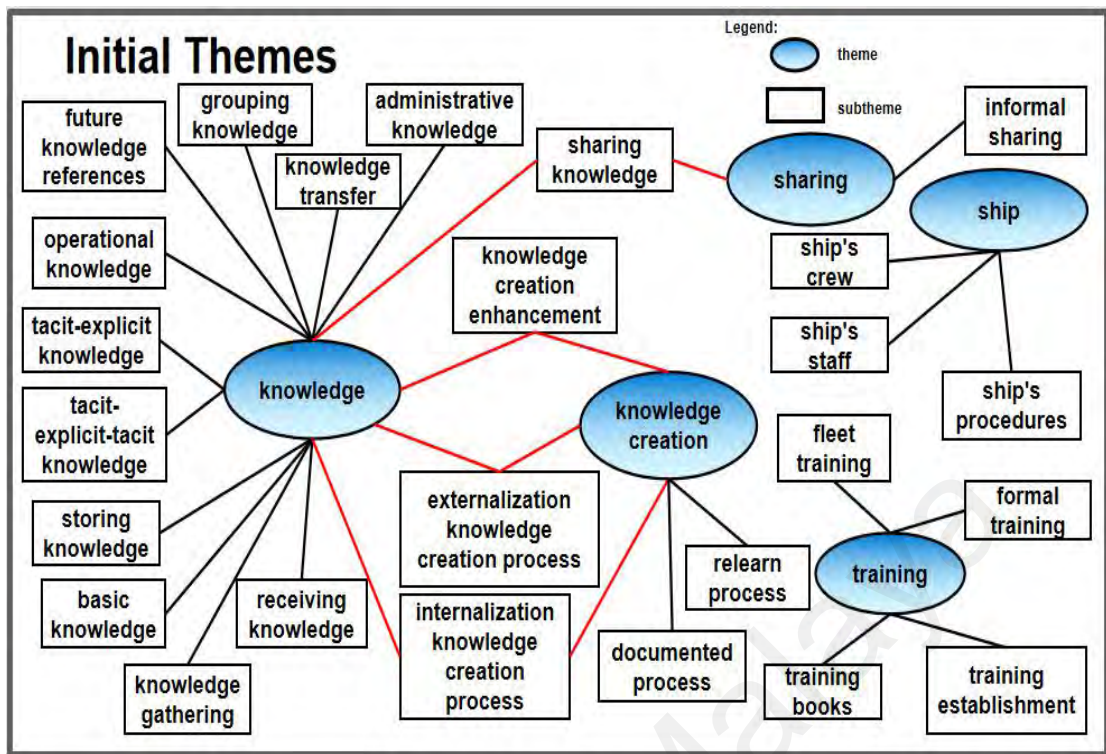 Initial Themes
Legend:
theme
subtheme
future
knowledge
references
grouping
knowledge
administrative
knowledge
knowledge
transfer
sharing
knowledge
sharing
informal
sharing
ship
operational
knowledge
knowledge
creation
enhancement
ship's
crew
tacit-explicit
knowledge
ship's
staff
knowledge
knowledge
creation
ship's
procedures
tacit-
explicit-tacit
knowledge
fleet
training
externalization
knowledge
creation process
formal
training
storing
knowledge
relearn
process
training
basic
knowledge
receiving
knowledge
internalization
knowledge
creation
process
documented
process
training
books
training
establishment
knowledge
gathering
Malaya